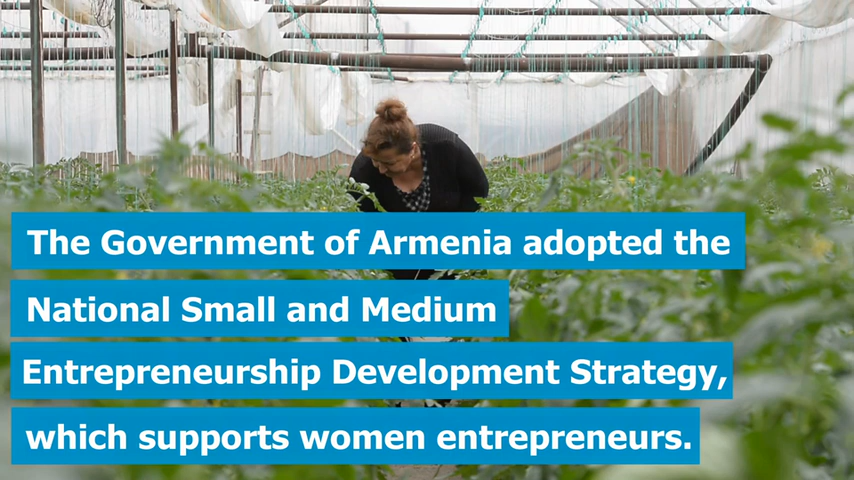 The Government of Armenia adopted the
National Small and Medium
Entrepreneurship Development Strategy,
which supports women entrepreneurs.